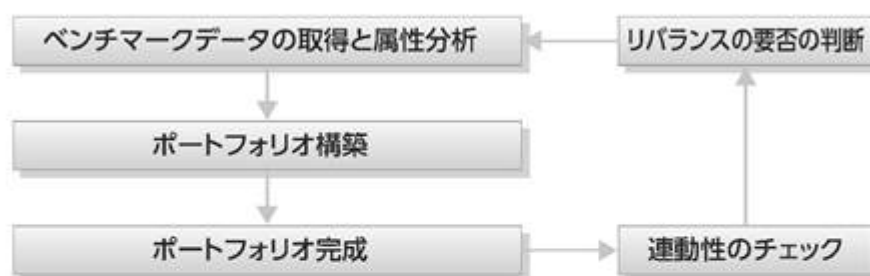 ベンチマークデータの取得と属性分析
リバランスの要否の判断
ポートフォリオ構築
ポートフォリオ完成
連動性のチェック